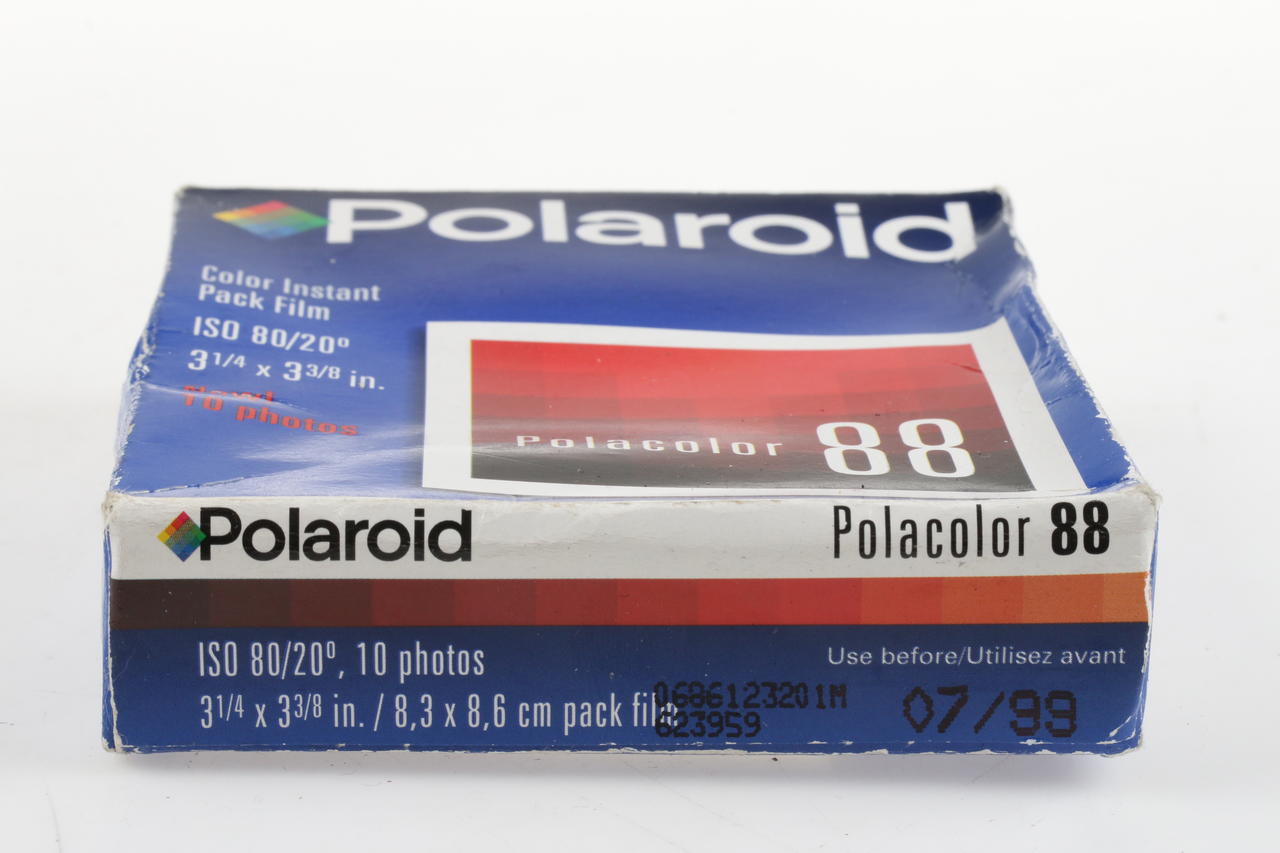 Polaroid
Color Instant
Pack Film
ISO 80/20º
3 1/4 x 3 3/8 in.
10 photos
Polacolor 88
Polaroid
Polacolor 88
ISO 80/20º, 10 photos
3 1/4 x 3 3/8 in. / 8,3 x 8,6 cm pack film
Use before/Utilisez avant
0686123201M
623959
07/99